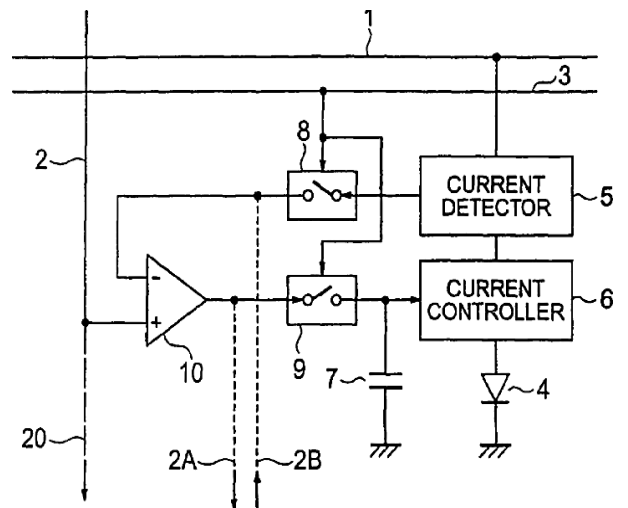 1
3
2
8
CURRENT
DETECTOR
5
-
+
10
9
CURRENT
CONTROLLER
6
7
4
20
2A
2B